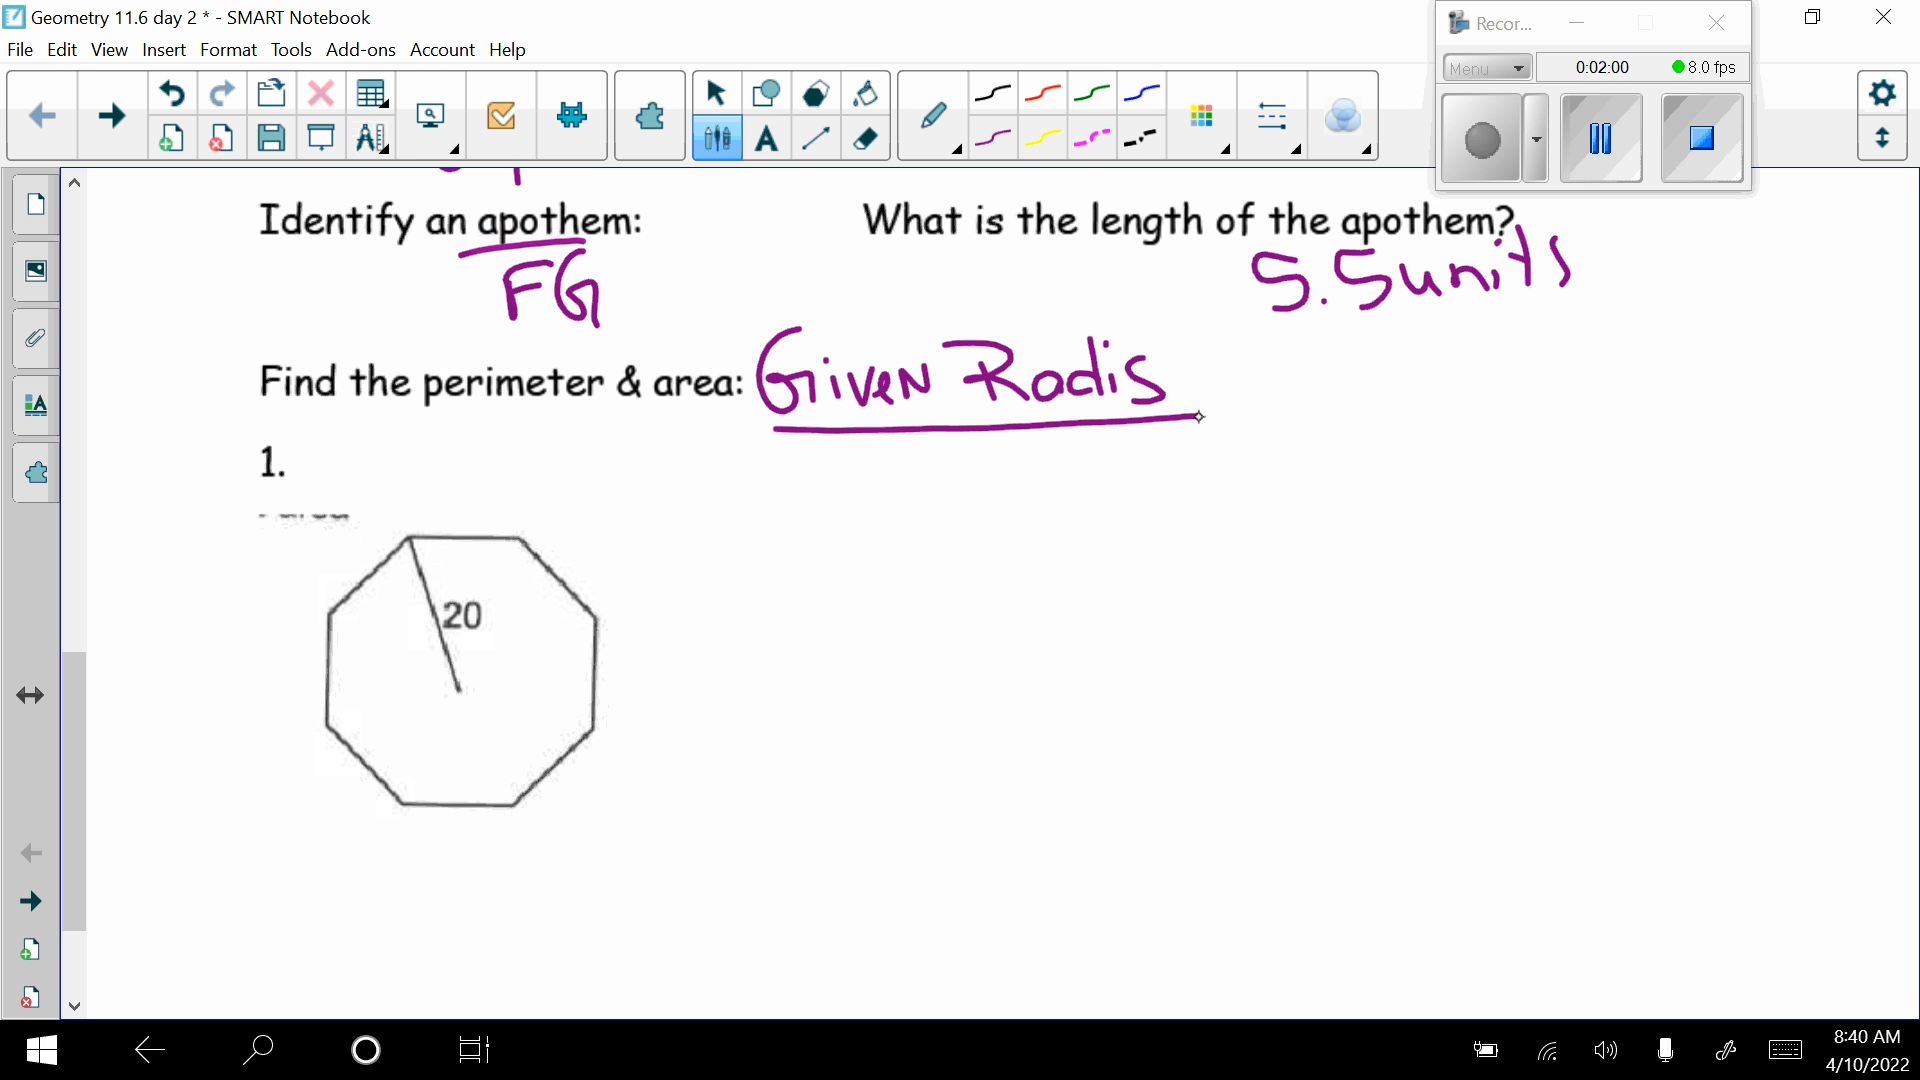 Geometry 11.6 day 2 * - SMART Notebook
Recor...
File Edit View Insert Format Tools Add-ons Account Help
Menu
0:02:00
8.0 fps
Identify an apothem:
What is the length of the apothem?
FG
5.5 units
Find the perimeter & area:
Given Radis
1.
20
8:40 AM
4/10/2022